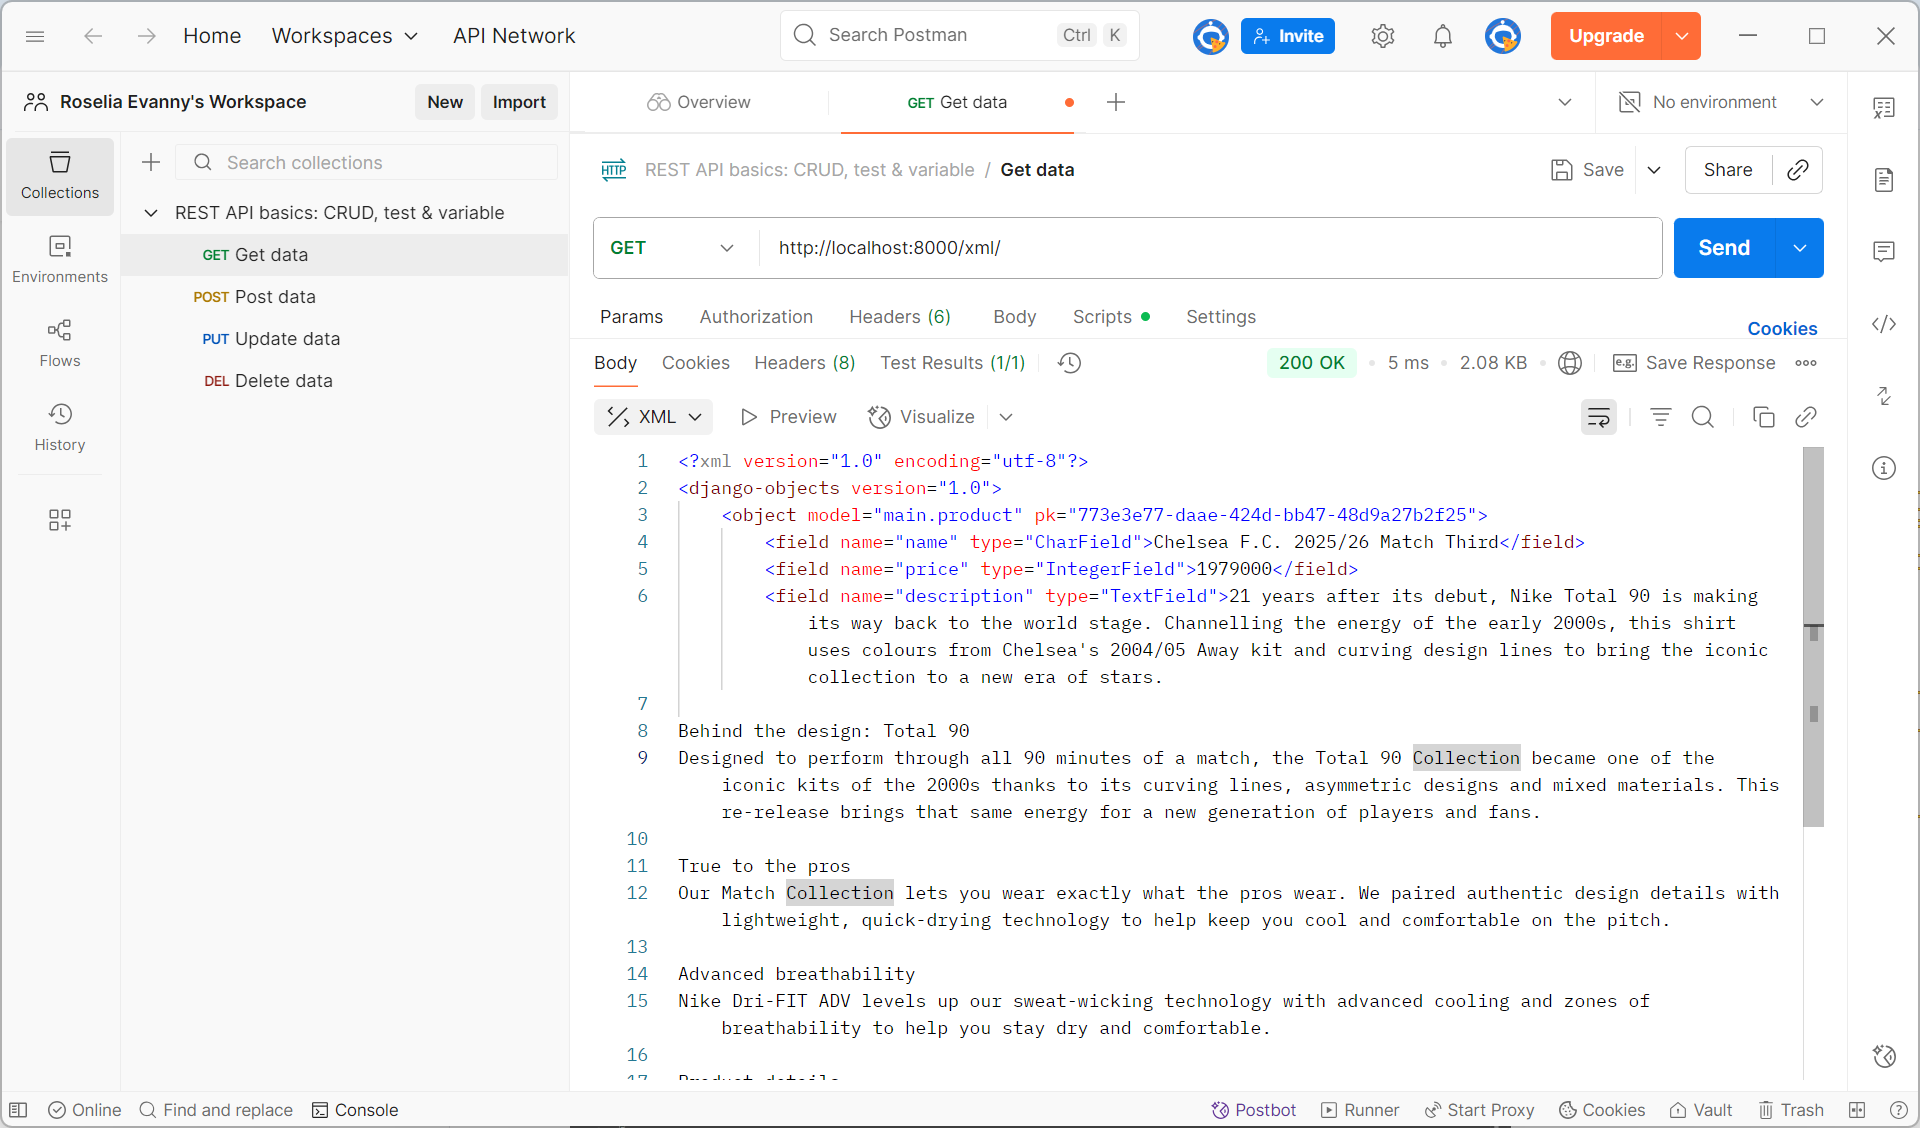 Home Workspaces API Network Search Postman Ctrl K Invite Upgrade
Roselia Evanny's Workspace New Import Overview GET Get data No environment
Collections
Environments
Flows
History
Search collections
REST API basics: CRUD, test & variable
GET Get data
POST Post data
PUT Update data
DEL Delete data
HTTP REST API basics: CRUD, test & variable / Get data Save Share
GET http://localhost:8000/xml/ Send
Params Authorization Headers (6) Body Scripts Settings Cookies
Body Cookies Headers (8) Test Results (1/1) 200 OK 5 ms 2.08 KB e.g. Save Response
XML Preview Visualize
1 <?xml version="1.0" encoding="utf-8"?>
2 <django-objects version="1.0">
3 <object model="main.product" pk="773e3e77-daae-424d-bb47-48d9a27b2f25">
4 <field name="name" type="CharField">Chelsea F.C. 2025/26 Match Third</field>
5 <field name="price" type="IntegerField">1979000</field>
6 <field name="description" type="TextField">21 years after its debut, Nike Total 90 is making
its way back to the world stage. Channelling the energy of the early 2000s, this shirt
uses colours from Chelsea's 2004/05 Away kit and curving design lines to bring the iconic
collection to a new era of stars.
7
8 Behind the design: Total 90
9 Designed to perform through all 90 minutes of a match, the Total 90 Collection became one of the
iconic kits of the 2000s thanks to its curving lines, asymmetric designs and mixed materials. This
re-release brings that same energy for a new generation of players and fans.
10
11 True to the pros
12 Our Match Collection lets you wear exactly what the pros wear. We paired authentic design details with
lightweight, quick-drying technology to help keep you cool and comfortable on the pitch.
13
14 Advanced breathability
15 Nike Dri-FIT ADV levels up our sweat-wicking technology with advanced cooling and zones of
breathability to help you stay dry and comfortable.
16
17 Product details
Online Find and replace Console Postbot Runner Start Proxy Cookies Vault Trash